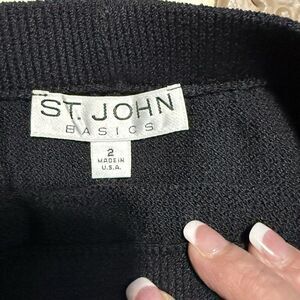 ST. JOHN
BASICS
2
MADE IN
U.S.A.